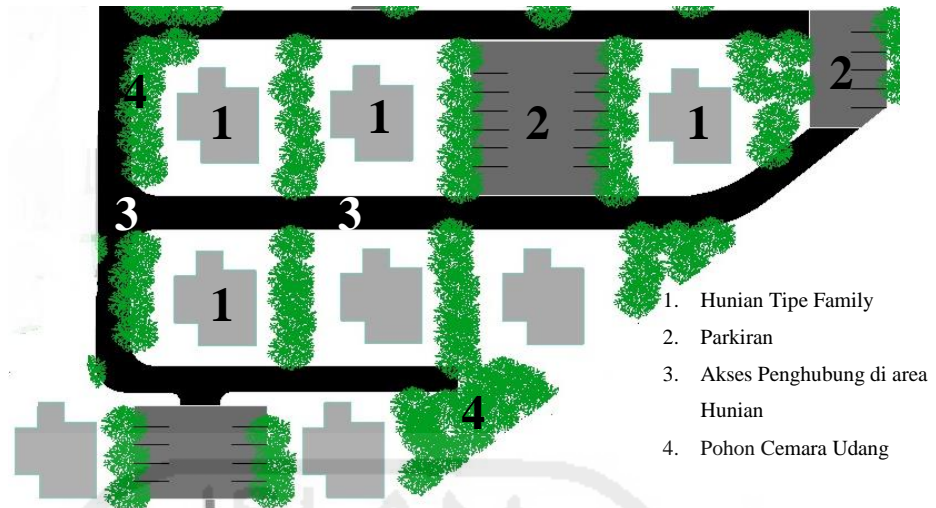 4
1
1
2
1
2
3
3
1
4
1. Hunian Tipe Family
2. Parkiran
3. Akses Penghubung di area
Hunian
4. Pohon Cemara Udang